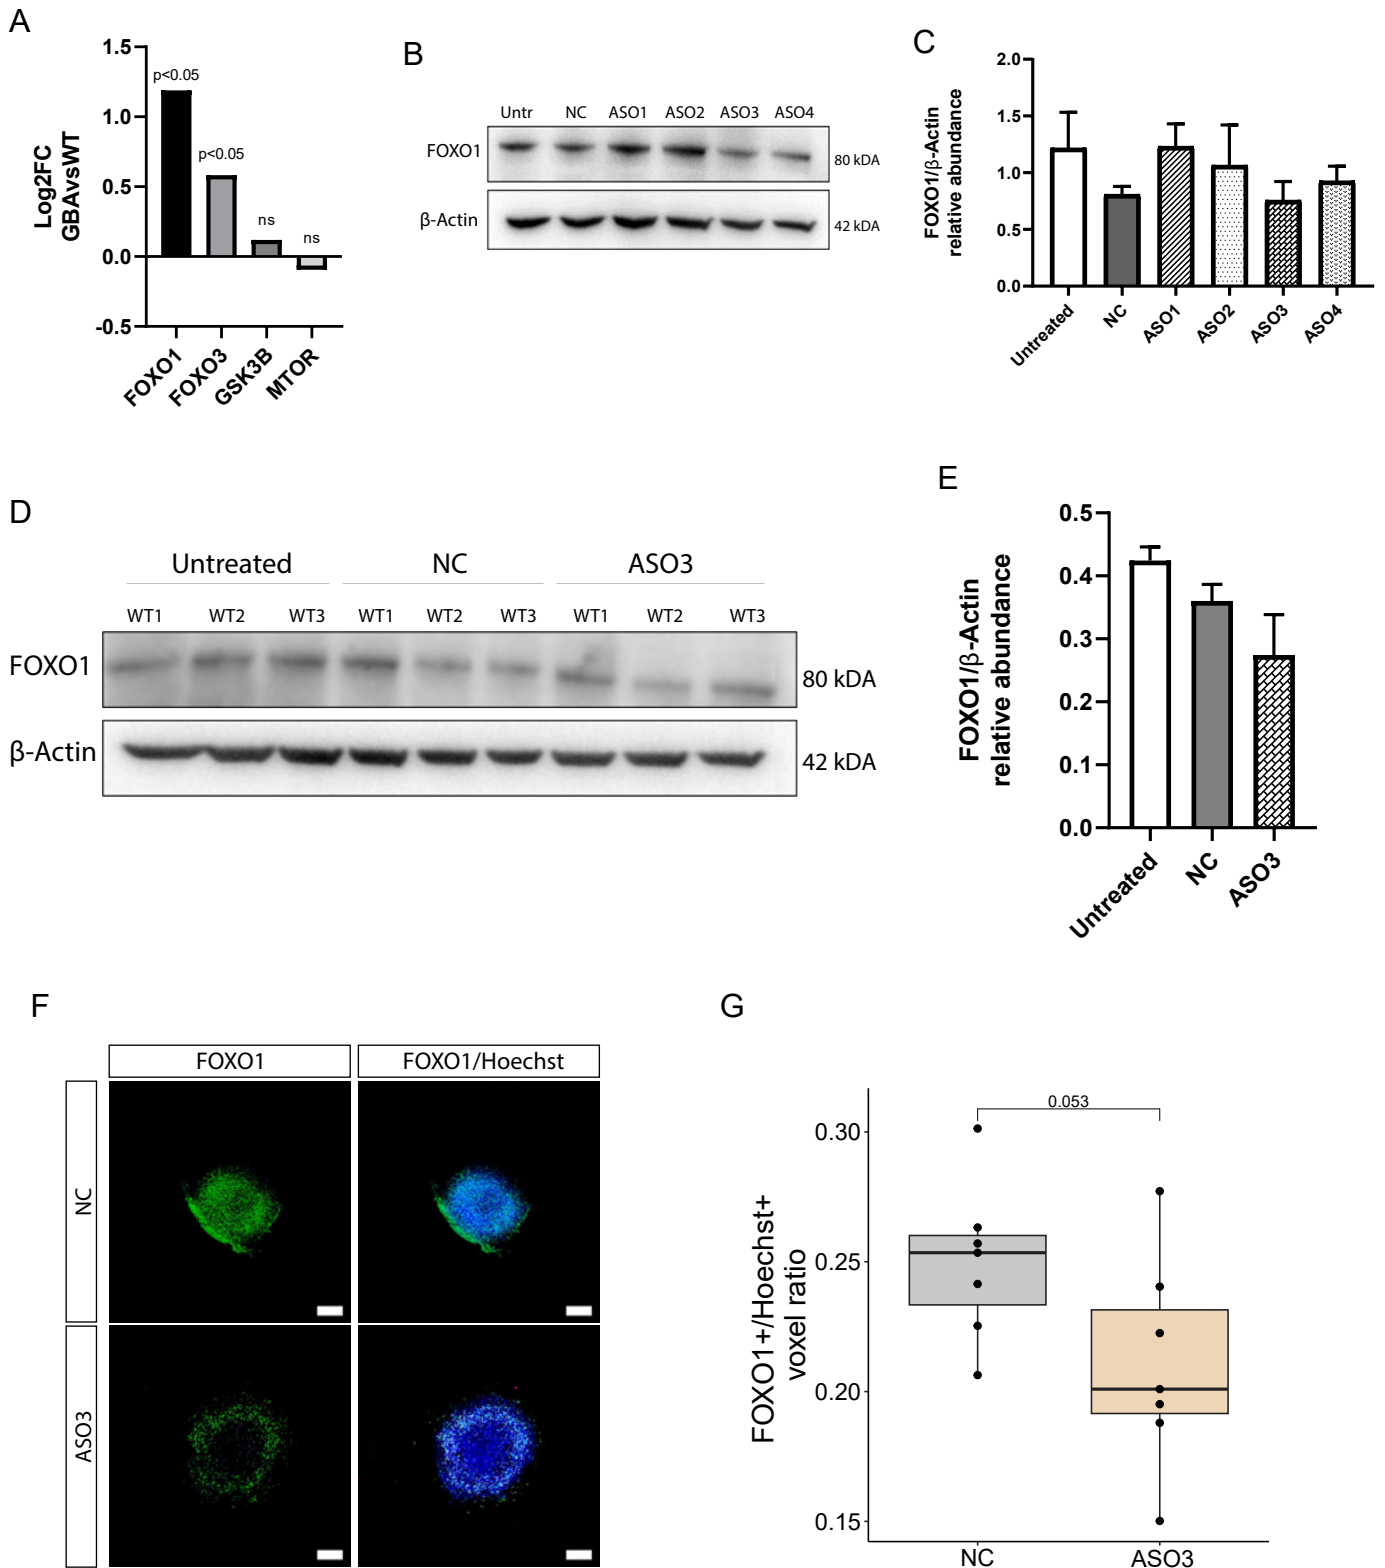 A
1.5
1.0
0.5
0.0
-0.5
Log2FC
GBAvsWT
p<0.05
p<0.05
ns
ns
FOXO1
FOXO3
GSK3B
MTOR
B
Untr NC ASO1 ASO2 ASO3 ASO4
FOXO1
80 kDA
β-Actin
42 kDA
C
2.0
1.5
1.0
0.5
0.0
FOXO1/β-Actin
relative abundance
Untreated
NC
ASO1
ASO2
ASO3
ASO4
D
Untreated NC ASO3
WT1 WT2 WT3 WT1 WT2 WT3 WT1 WT2 WT3
FOXO1
80 kDA
β-Actin
42 kDA
E
0.5
0.4
0.3
0.2
0.1
0.0
FOXO1/β-Actin
relative abundance
Untreated
NC
ASO3
F
FOXO1 FOXO1/Hoechst
NC
ASO3
G
0.053
0.30
0.25
0.20
0.15
FOXO1+/Hoechst+
voxel ratio
NC ASO3